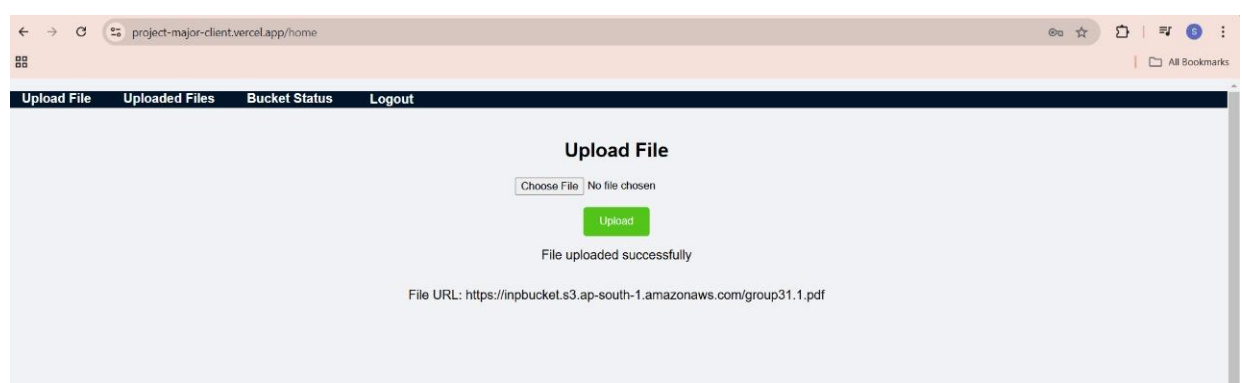 project-major-client.vercel.app/home
S
All Bookmarks
Upload File Uploaded Files Bucket Status Logout
Upload File
Choose File No file chosen
Upload
File uploaded successfully
File URL: https://inpbucket.s3.ap-south-1.amazonaws.com/group31.1.pdf